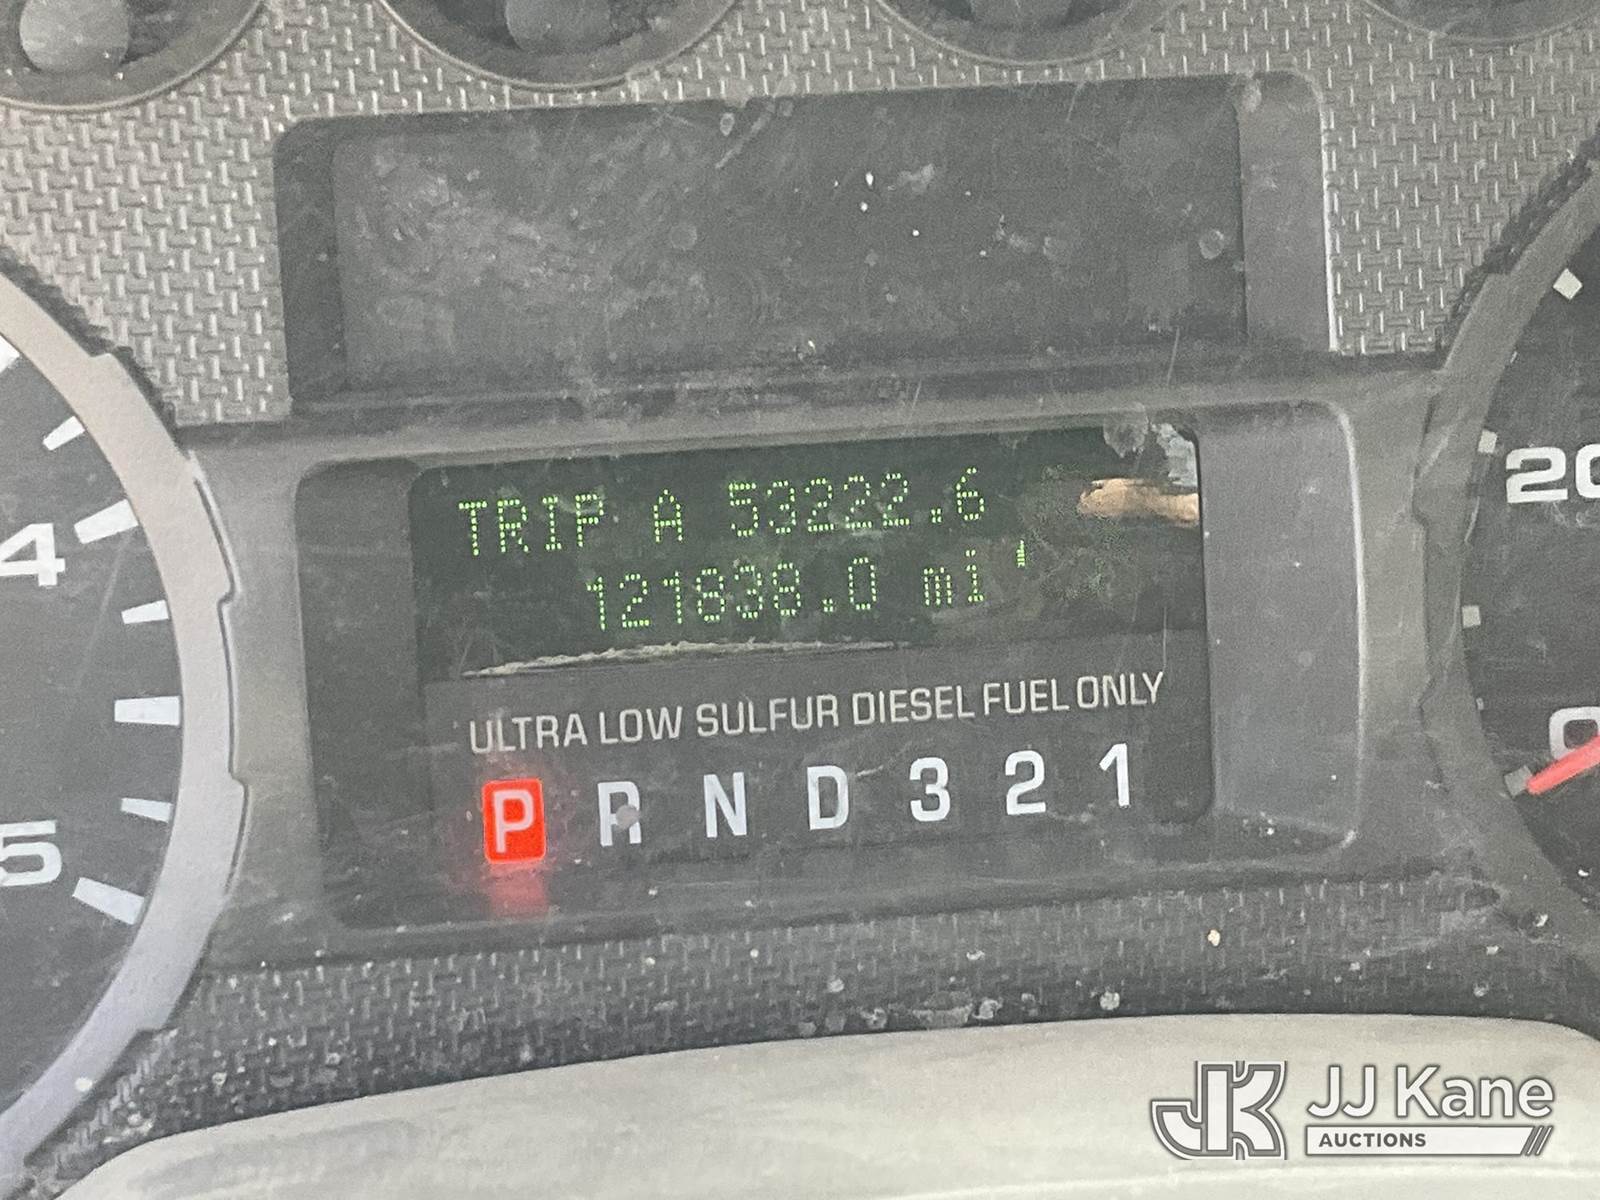 TRIP A 53222.6
121838.0 mi
ULTRA LOW SULFUR DIESEL FUEL ONLY
P R N D 3 2 1
4
5
20
0
JJ Kane
AUCTIONS